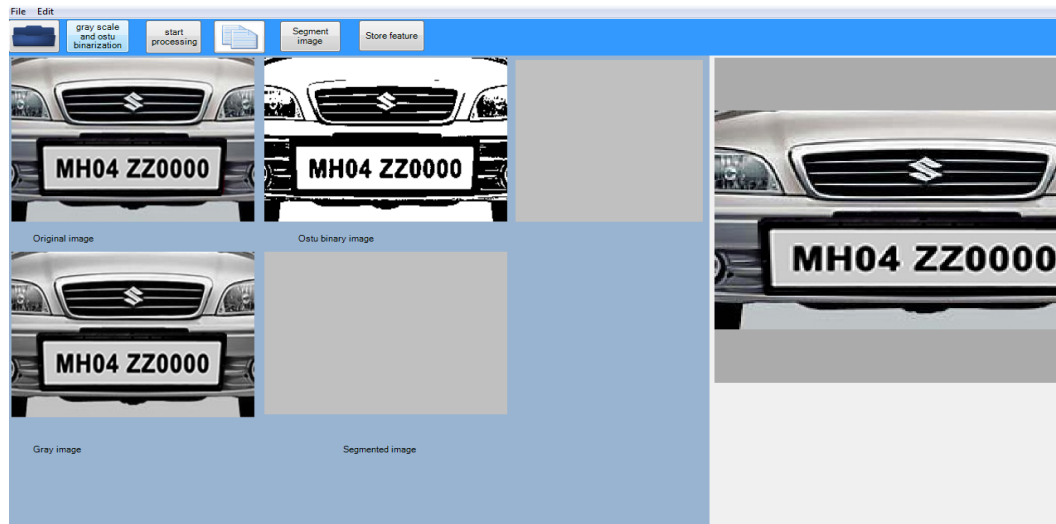 File Edit
gray scale
and ostu
binarization
start
processing
Segment
image
Store feature
MH04 ZZ0000
MH04 ZZ0000
MH04 ZZ0000
Original image
Ostu binary image
MH04 ZZ0000
Gray image
Segmented image